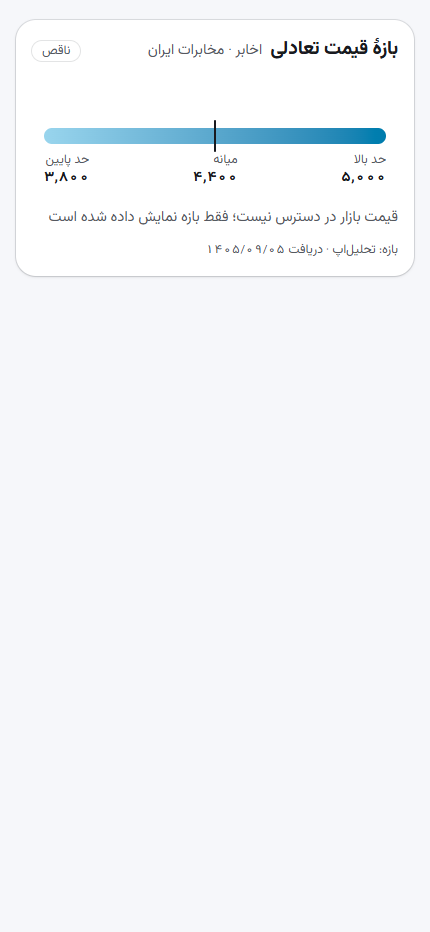 بازهٔ قیمت تعادلی اخابر · مخابرات ایران ناقص
حد بالا میانه حد پایین
۵,۰۰۰ ۴,۴۰۰ ۳,۸۰۰
قیمت بازار در دسترس نیست؛ فقط بازه نمایش داده شده است
بازه: تحلیل‌اپ · دریافت ۱۴۰۵/۰۹/۰۵